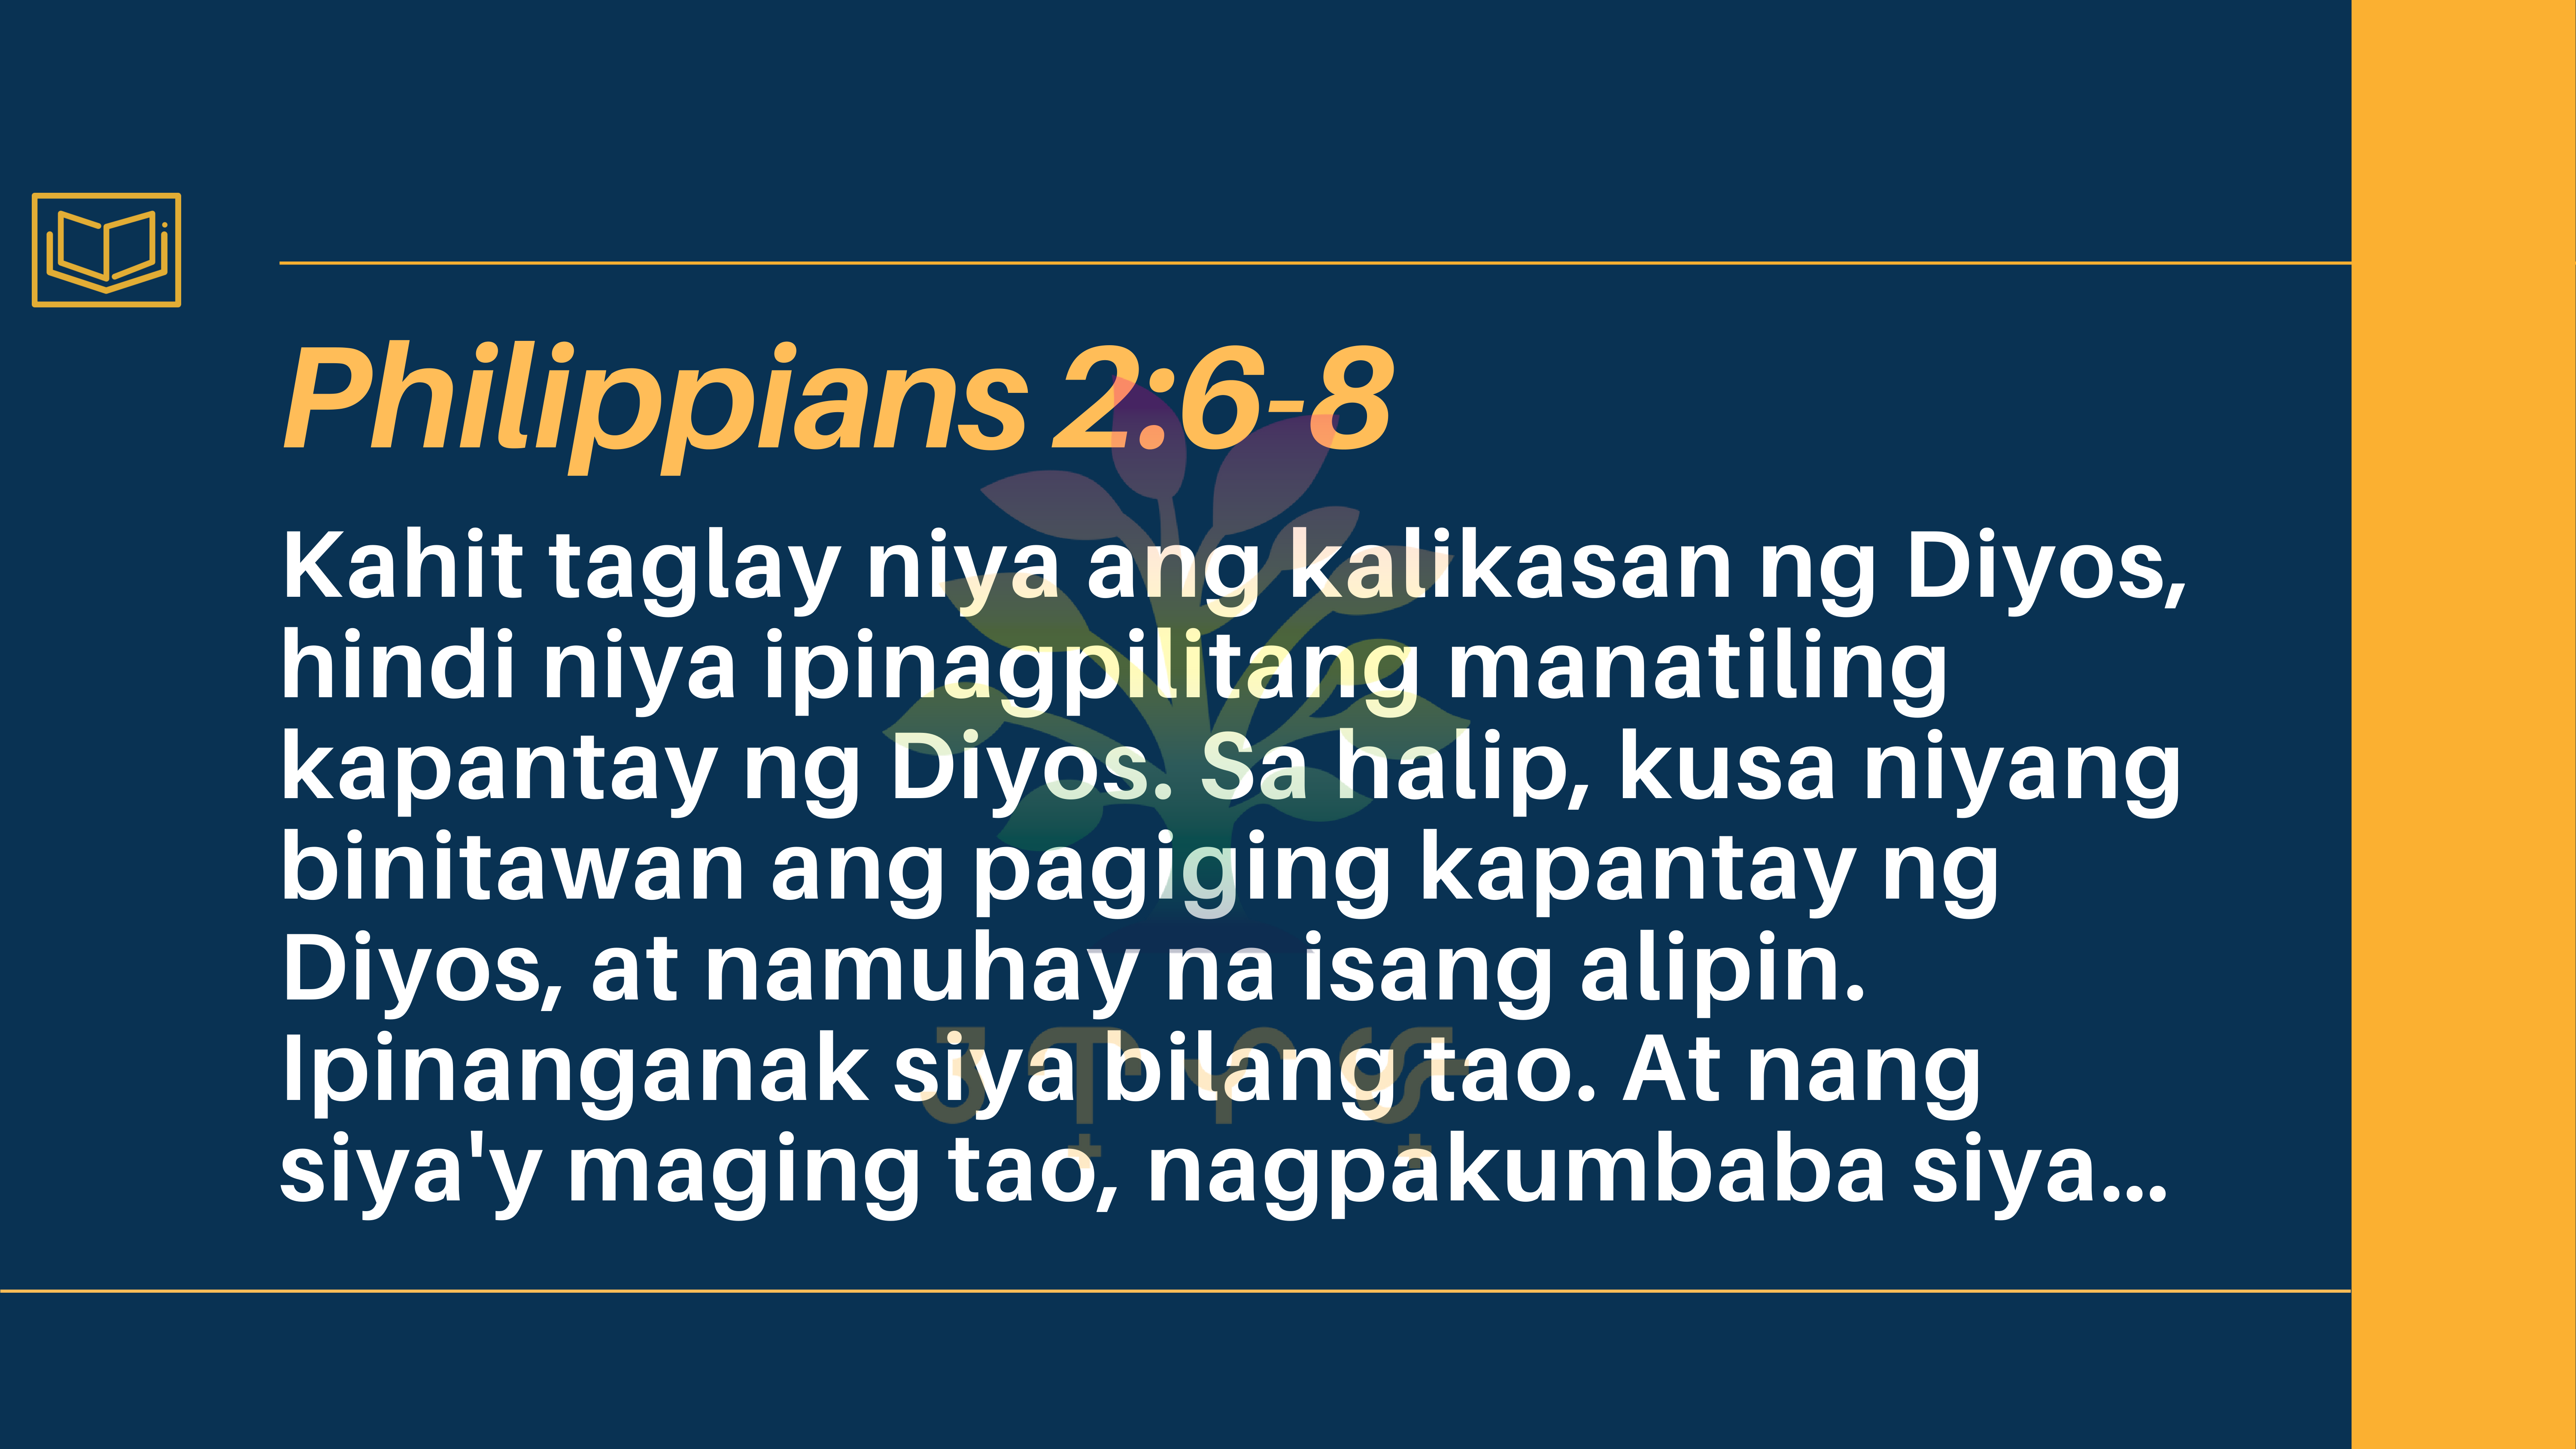 Philippians 2:6-8
Kahit taglay niya ang kalikasan ng Diyos,
hindi niya ipinagpilitang manatiling
kapantay ng Diyos. Sa halip, kusa niyang
binitawan ang pagiging kapantay ng
Diyos, at namuhay na isang alipin.
Ipinanganak siya bilang tao. At nang
siya'y maging tao, nagpakumbaba siya...